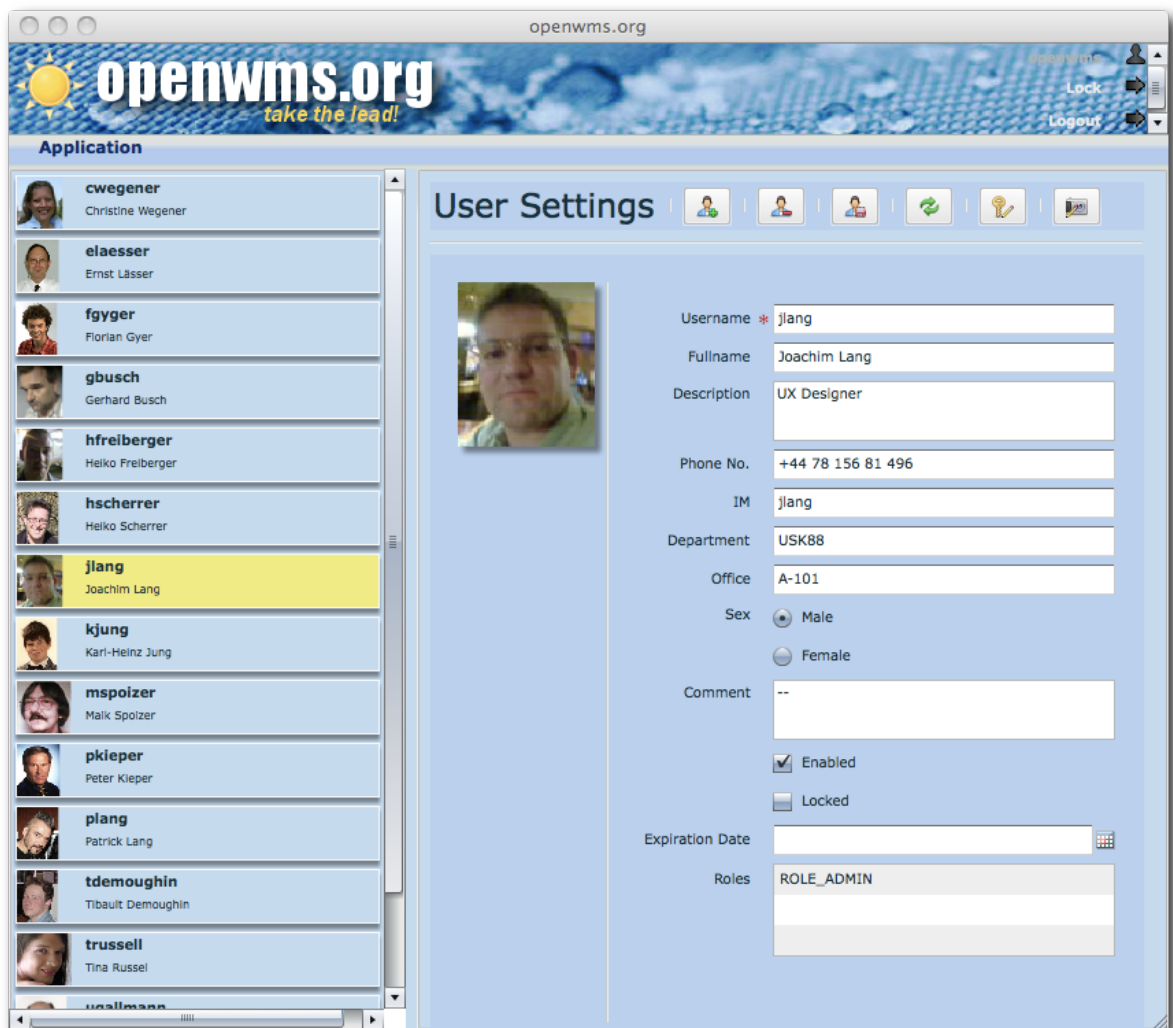 openwms.org
openwms.org
take the lead!
openwms
Lock
Logout
Application
cwegener
Christine Wegener
elaesser
Ernst Lässer
fgyger
Florian Gyer
gbusch
Gerhard Busch
hfreiberger
Heiko Freiberger
hscherrer
Heiko Scherrer
jlang
Joachim Lang
kjung
Karl-Heinz Jung
mspoizer
Maik Spoizer
pkieper
Peter Kieper
plang
Patrick Lang
tdemoughin
Tibault Demoughin
trussell
Tina Russel
ugallmann
User Settings
Username * jlang
Fullname Joachim Lang
Description UX Designer
Phone No. +44 78 156 81 496
IM jlang
Department USK88
Office A-101
Sex Male
Female
Comment --
Enabled
Locked
Expiration Date
Roles ROLE_ADMIN